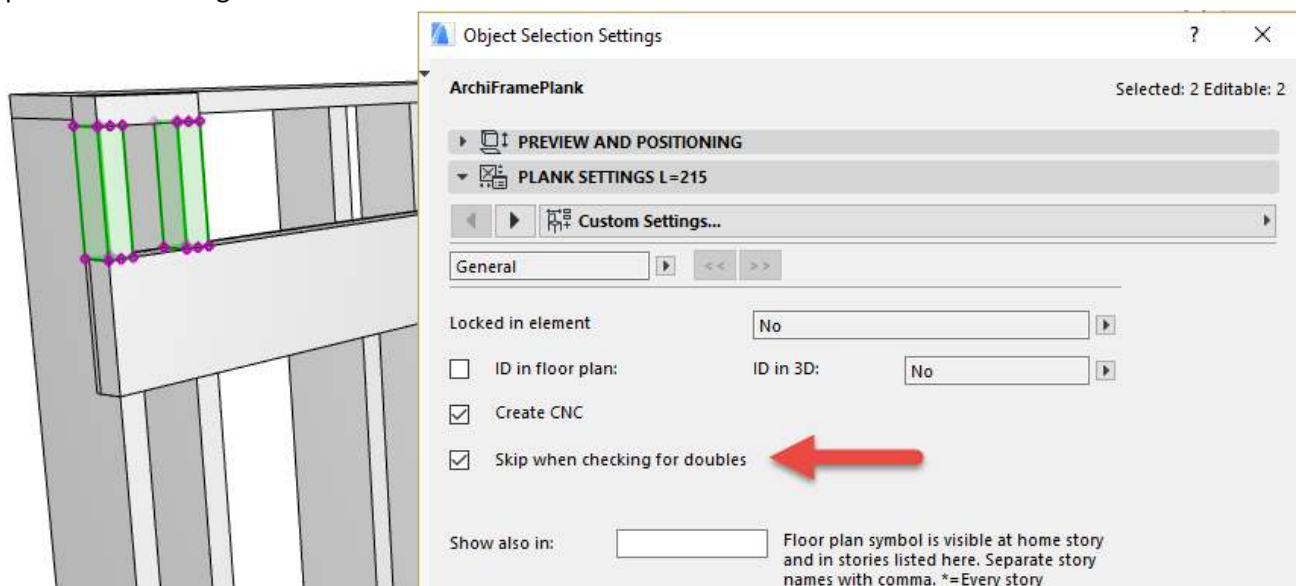 Object Selection Settings
?
ArchiFramePlank
Selected: 2 Editable: 2
PREVIEW AND POSITIONING
PLANK SETTINGS L=215
Custom Settings...
General
<<
>>
Locked in element
No
ID in floor plan:
ID in 3D:
No
Create CNC
Skip when checking for doubles
Show also in:
Floor plan symbol is visible at home story
and in stories listed here. Separate story
names with comma. *=Every story